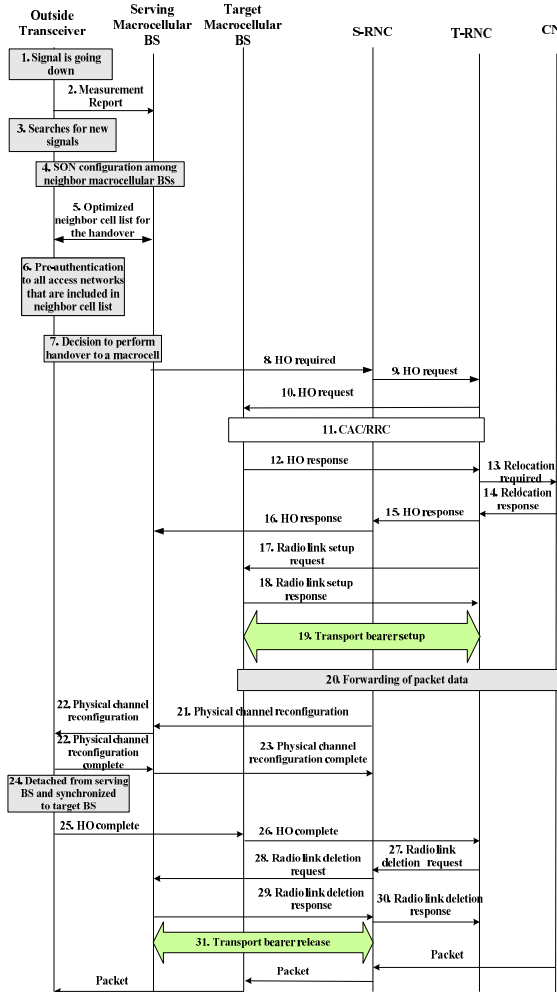 Outside
Transceiver
Serving
Macrocellular
BS
Target
Macrocellular
BS
S-RNC
T-RNC
CN
1. Signal is going
down
2. Measurement
Report
3. Searches for new
signals
4. SON configuration among
neighbor macrocellular BSs
5. Optimized
neighbor cell list for
the handover
6. Pre-authentication
to all access networks
that are included in
neighbor cell list
7. Decision to perform
handover to a macrocell
8. HO required
9. HO request
10. HO request
11. CAC/RRC
12. HO response
13. Relocation
required
14. Relocation
response
15. HO response
16. HO response
17. Radio link setup
request
18. Radio link setup
response
19. Transport bearer setup
20. Forwarding of packet data
21. Physical channel reconfiguration
22. Physical channel
reconfiguration
22. Physical channel
reconfiguration
complete
23. Physical channel
reconfiguration complete
24. Detached from serving
BS and synchronized
to target BS
25. HO complete
26. HO complete
27. Radio link
deletion request
28. Radio link deletion
request
29. Radio link deletion
response
30. Radio link deletion
response
31. Transport bearer release
Packet
Packet
Packet